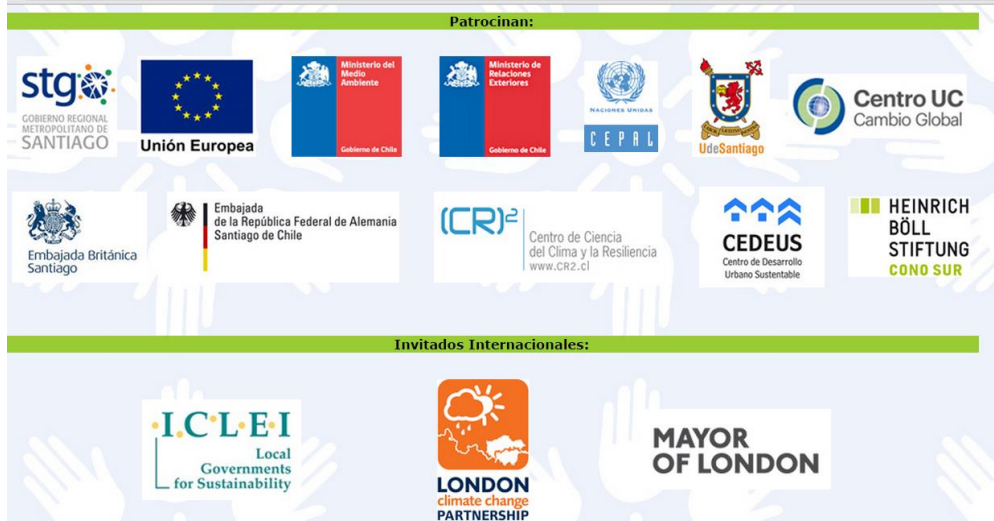 Patrocinan:
stg
GOBIERNO REGIONAL
METROPOLITANO DE
SANTIAGO
Unión Europea
Ministerio del
Medio
Ambiente
Gobierno de Chile
Ministerio de
Relaciones
Exteriores
Gobierno de Chile
NACIONES UNIDAS
CEPAL
UdeSantiago
Centro UC
Cambio Global
Embajada Británica
Santiago
Embajada
de la República Federal de Alemania
Santiago de Chile
(CR)2
Centro de Ciencia
del Clima y la Resiliencia
www.CR2.cl
CEDEUS
Centro de Desarrollo
Urbano Sustentable
HEINRICH
BÖLL
STIFTUNG
CONO SUR
Invitados Internacionales:
·I.C·L·E·I
Local
Governments
for Sustainability
LONDON
climate change
PARTNERSHIP
MAYOR
OF LONDON